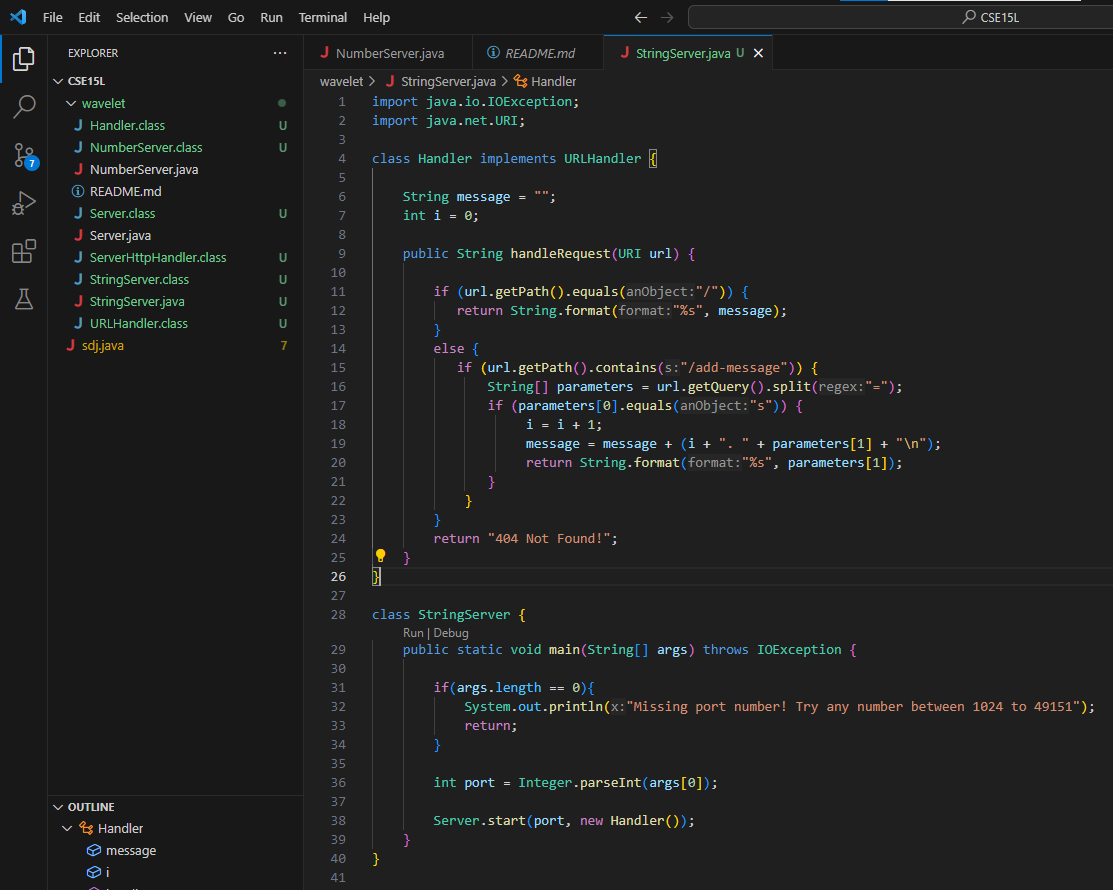 File Edit Selection View Go Run Terminal Help
CSE15L
EXPLORER
CSE15L
wavelet
Handler.class U
NumberServer.class U
NumberServer.java
README.md
Server.class U
Server.java
ServerHttpHandler.class U
StringServer.class U
StringServer.java U
URLHandler.class U
sdj.java 7
7
OUTLINE
Handler
message
i
NumberServer.java
README.md
StringServer.java U
wavelet > StringServer.java > Handler
1 import java.io.IOException;
2 import java.net.URI;
3
4 class Handler implements URLHandler {
5
6 String message = "";
7 int i = 0;
8
9 public String handleRequest(URI url) {
10
11 if (url.getPath().equals(anObject:"/")) {
12 return String.format(format:"%s", message);
13 }
14 else {
15 if (url.getPath().contains(s:"/add-message")) {
16 String[] parameters = url.getQuery().split(regex:"=");
17 if (parameters[0].equals(anObject:"s")) {
18 i = i + 1;
19 message = message + (i + ". " + parameters[1] + "\n");
20 return String.format(format:"%s", parameters[1]);
21 }
22 }
23 }
24 return "404 Not Found!";
25 }
26 }
27
28 class StringServer {
Run | Debug
29 public static void main(String[] args) throws IOException {
30
31 if(args.length == 0){
32 System.out.println(x:"Missing port number! Try any number between 1024 to 49151");
33 return;
34 }
35
36 int port = Integer.parseInt(args[0]);
37
38 Server.start(port, new Handler());
39 }
40 }
41